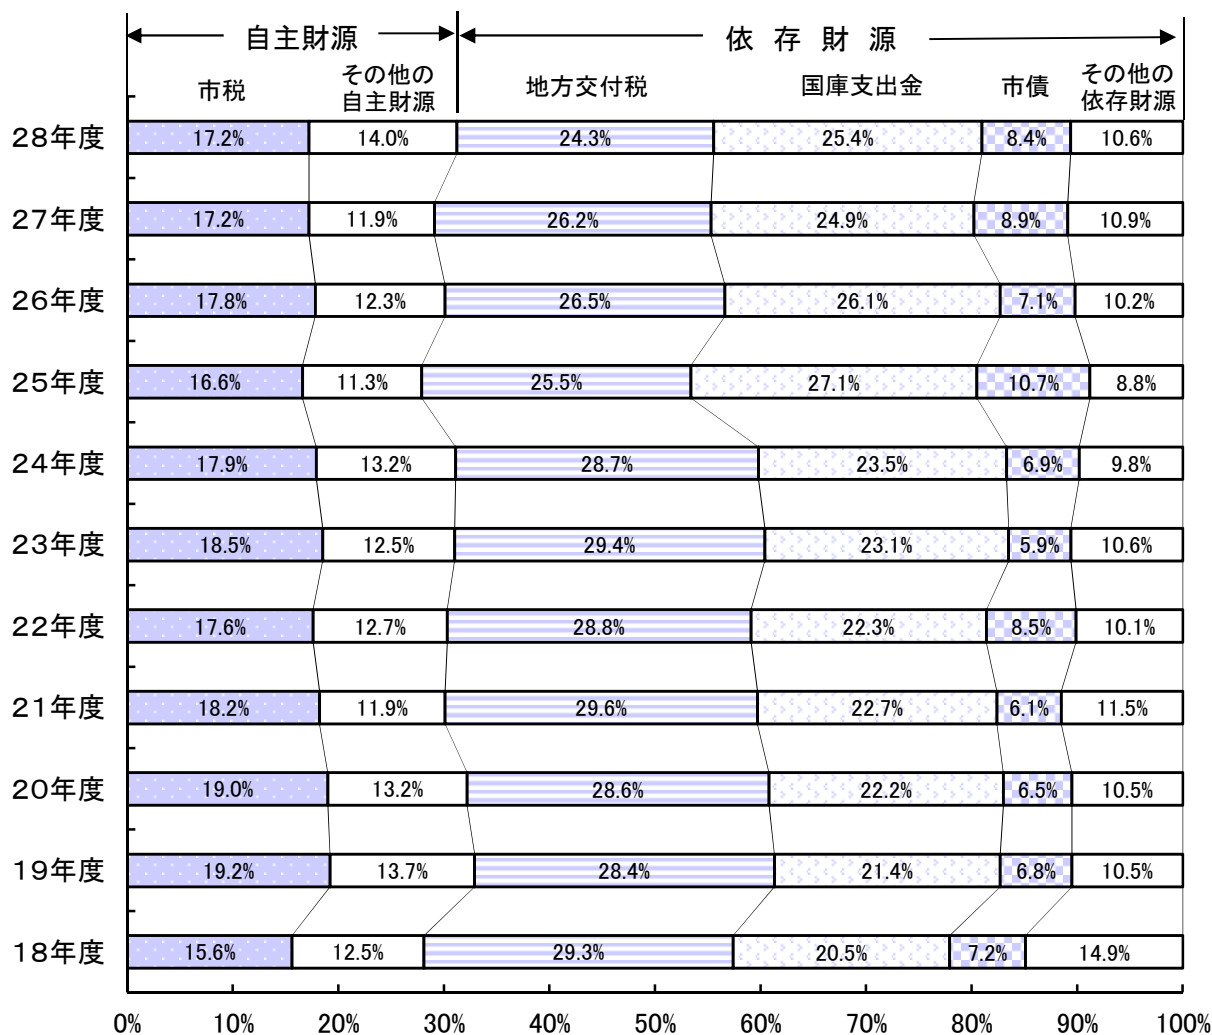 自主財源 依 存 財 源
市税 その他の 自主財源 地方交付税 国庫支出金 市債 その他の 依存財源
28年度 17.2% 14.0% 24.3% 25.4% 8.4% 10.6%
27年度 17.2% 11.9% 26.2% 24.9% 8.9% 10.9%
26年度 17.8% 12.3% 26.5% 26.1% 7.1% 10.2%
25年度 16.6% 11.3% 25.5% 27.1% 10.7% 8.8%
24年度 17.9% 13.2% 28.7% 23.5% 6.9% 9.8%
23年度 18.5% 12.5% 29.4% 23.1% 5.9% 10.6%
22年度 17.6% 12.7% 28.8% 22.3% 8.5% 10.1%
21年度 18.2% 11.9% 29.6% 22.7% 6.1% 11.5%
20年度 19.0% 13.2% 28.6% 22.2% 6.5% 10.5%
19年度 19.2% 13.7% 28.4% 21.4% 6.8% 10.5%
18年度 15.6% 12.5% 29.3% 20.5% 7.2% 14.9%
0% 10% 20% 30% 40% 50% 60% 70% 80% 90% 100%